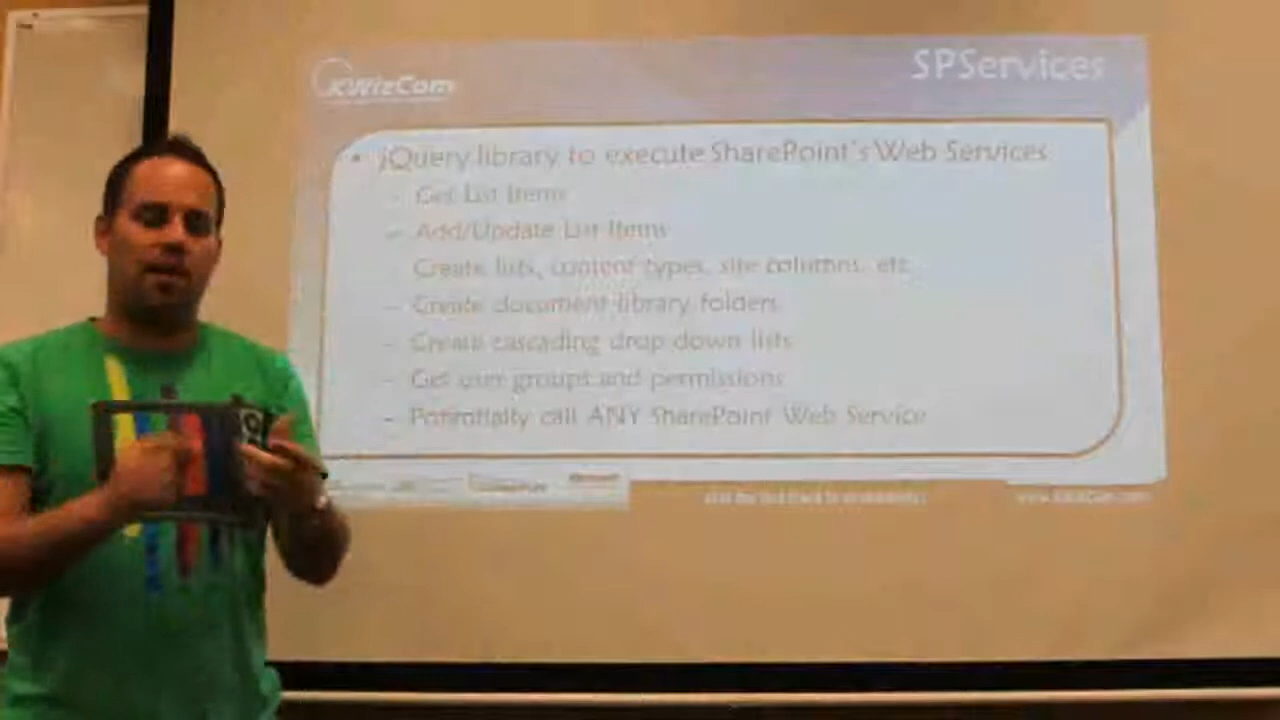 KWizCom
SPServices
• jQuery library to execute SharePoint's Web Services
– Get List Items
– Add/Update List Items
Create lists, content types, site columns, etc.
– Create document library folders
– Create cascading drop down lists
– Get user groups and permissions
– Potentially call ANY SharePoint Web Service